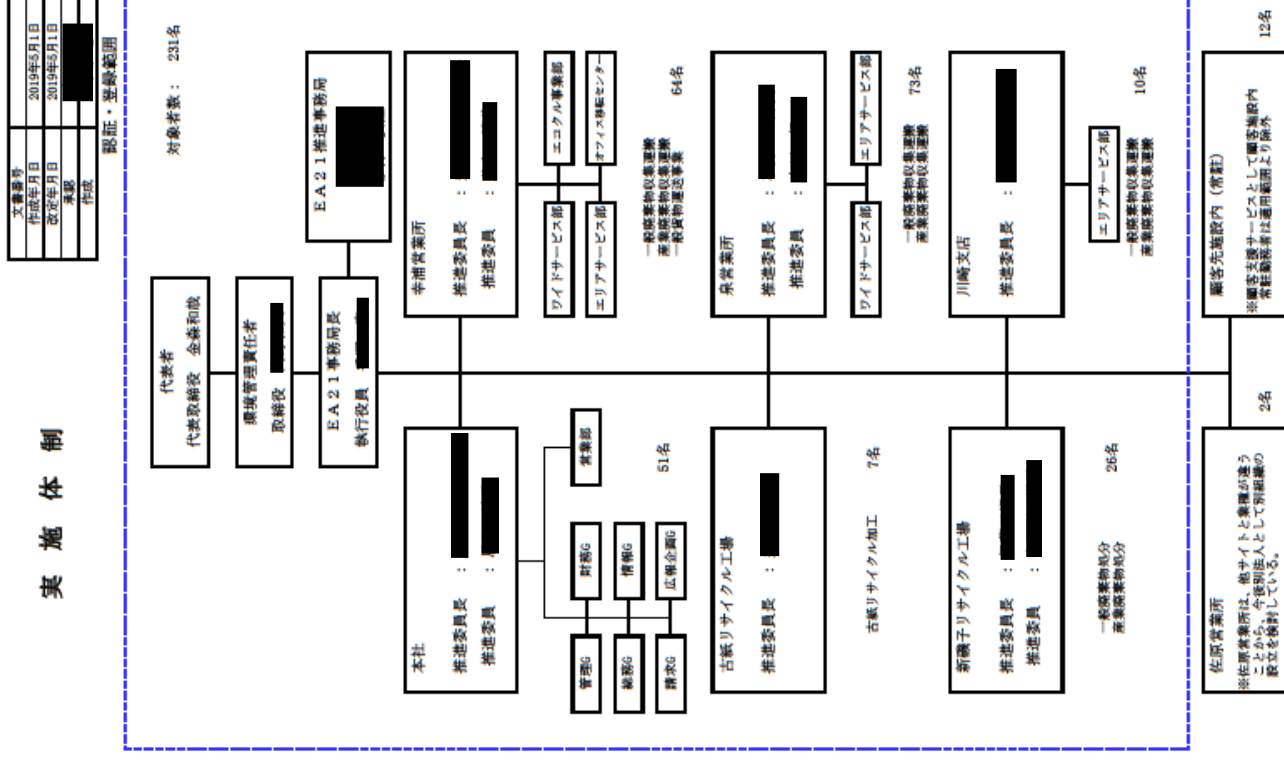 実施体制
文書番号
作成年月日 2019年5月1日
改定年月日 2019年5月1日
承認
作成
認証・登録範囲
対象者数： 231名
代表者
代表取締役 金森和哉
環境管理責任者
取締役
EA21事務局長
執行役員
EA21推進事務局
本社
推進委員長 ：
推進委員 ：
管理G
財務G
総務G
情報G
請求G
広報企画G
営業部
51名
幸浦営業所
推進委員長 ：
推進委員 ：
ワイドサービス部
エコクル事業部
エリアサービス部
オフィス移転センター
一般廃棄物収集運搬
産業廃棄物収集運搬
一般貨物運送事業
64名
古紙リサイクル工場
推進委員長 ：
古紙リサイクル加工
7名
泉営業所
推進委員長 ：
推進委員 ：
ワイドサービス部
エリアサービス部
一般廃棄物収集運搬
産業廃棄物収集運搬
73名
新磯子リサイクル工場
推進委員長 ：
推進委員 ：
一般廃棄物処分
産業廃棄物処分
26名
川崎支店
推進委員長 ：
エリアサービス部
一般廃棄物収集運搬
産業廃棄物収集運搬
10名
佐原営業所
※佐原営業所は、他サイトと業種が違う
ことから、今後別法人として別組織の
設立を検討している。
2名
顧客先施設内（常駐）
※顧客支援サービスとして顧客施設内
常駐勤務者は適用範囲より除外
12名